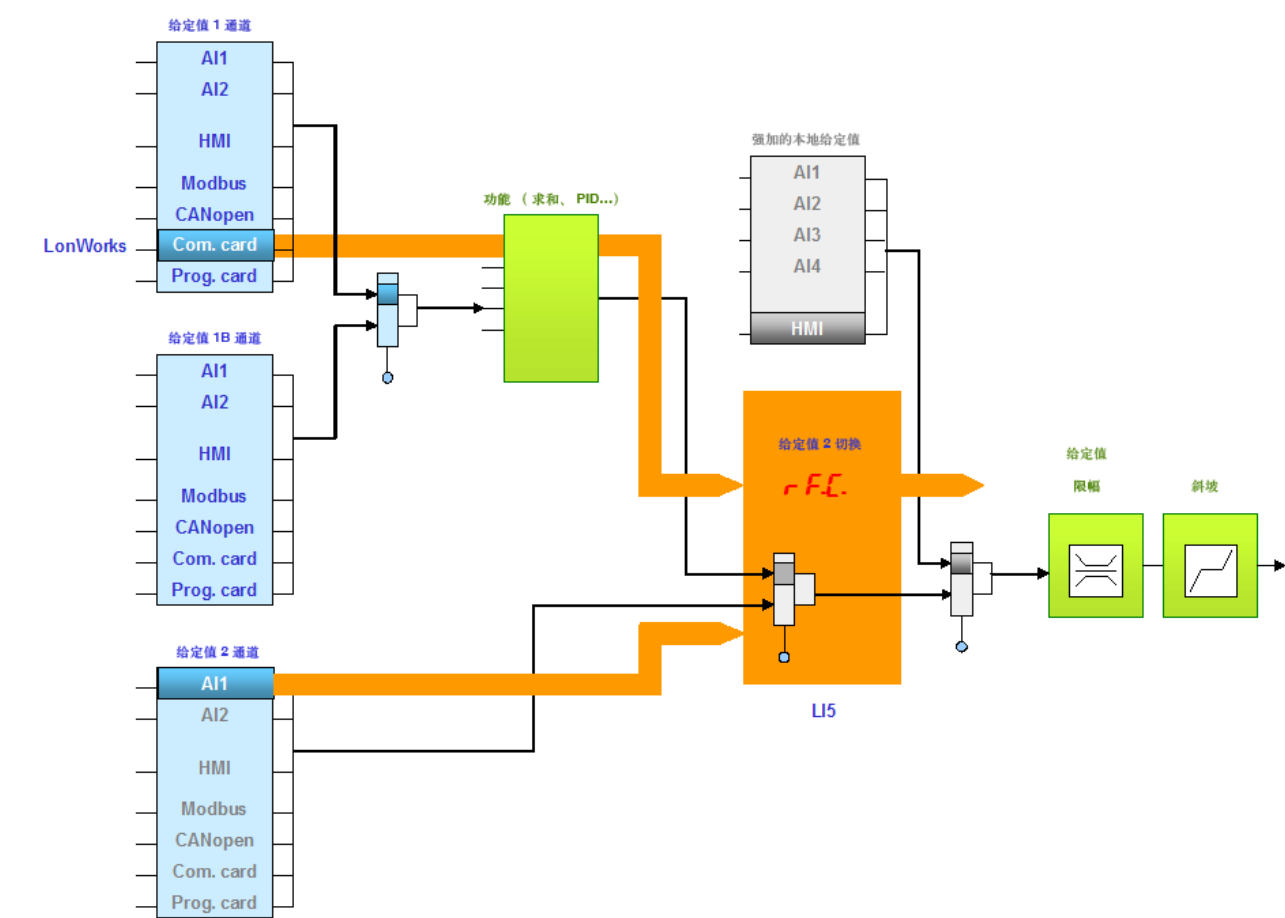 给定值 1 通道
AI1
AI2
HMI
Modbus
CANopen
LonWorks
Com. card
Prog. card
给定值 1B 通道
AI1
AI2
HMI
Modbus
CANopen
Com. card
Prog. card
给定值 2 通道
AI1
AI2
HMI
Modbus
CANopen
Com. card
Prog. card
功能 （ 求和、 PID...）
强加的本地给定值
AI1
AI2
AI3
AI4
HMI
给定值 2 切换
rF.C.
LI5
给定值
限幅
斜坡